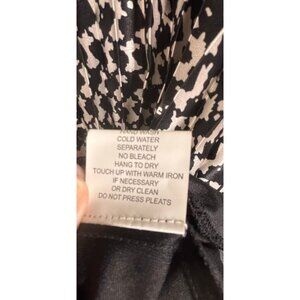 HAND WASH
COLD WATER
SEPARATELY
NO BLEACH
HANG TO DRY
TOUCH UP WITH WARM IRON
IF NECESSARY
OR DRY CLEAN
DO NOT PRESS PLEATS